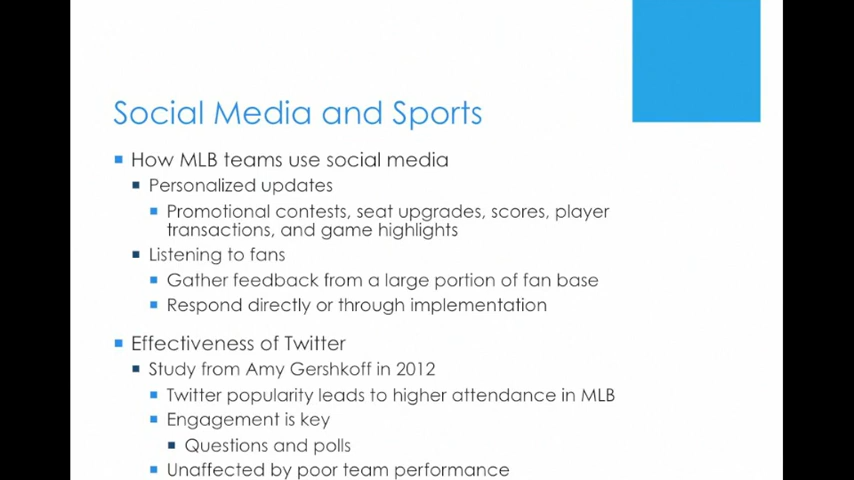 Social Media and Sports
How MLB teams use social media
Personalized updates
Promotional contests, seat upgrades, scores, player
transactions, and game highlights
Listening to fans
Gather feedback from a large portion of fan base
Respond directly or through implementation
Effectiveness of Twitter
Study from Amy Gershkoff in 2012
Twitter popularity leads to higher attendance in MLB
Engagement is key
Questions and polls
Unaffected by poor team performance